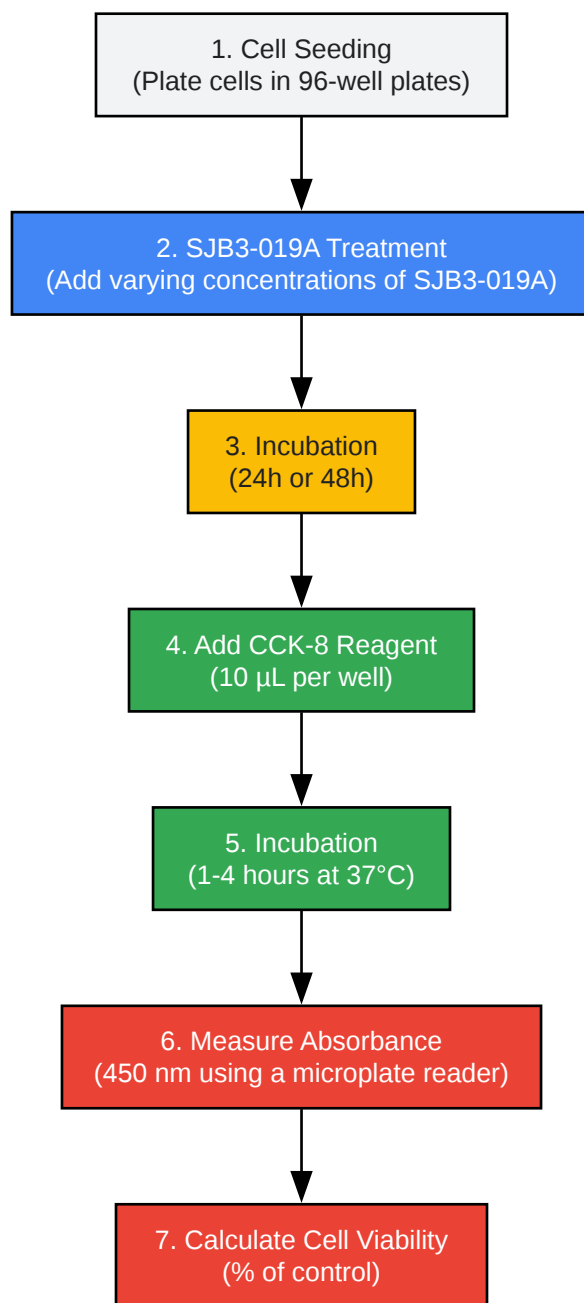 1. Cell Seeding
(Plate cells in 96-well plates)
2. SJB3-019A Treatment
(Add varying concentrations of SJB3-019A)
3. Incubation
(24h or 48h)
4. Add CCK-8 Reagent
(10 µL per well)
5. Incubation
(1-4 hours at 37°C)
6. Measure Absorbance
(450 nm using a microplate reader)
7. Calculate Cell Viability
(% of control)